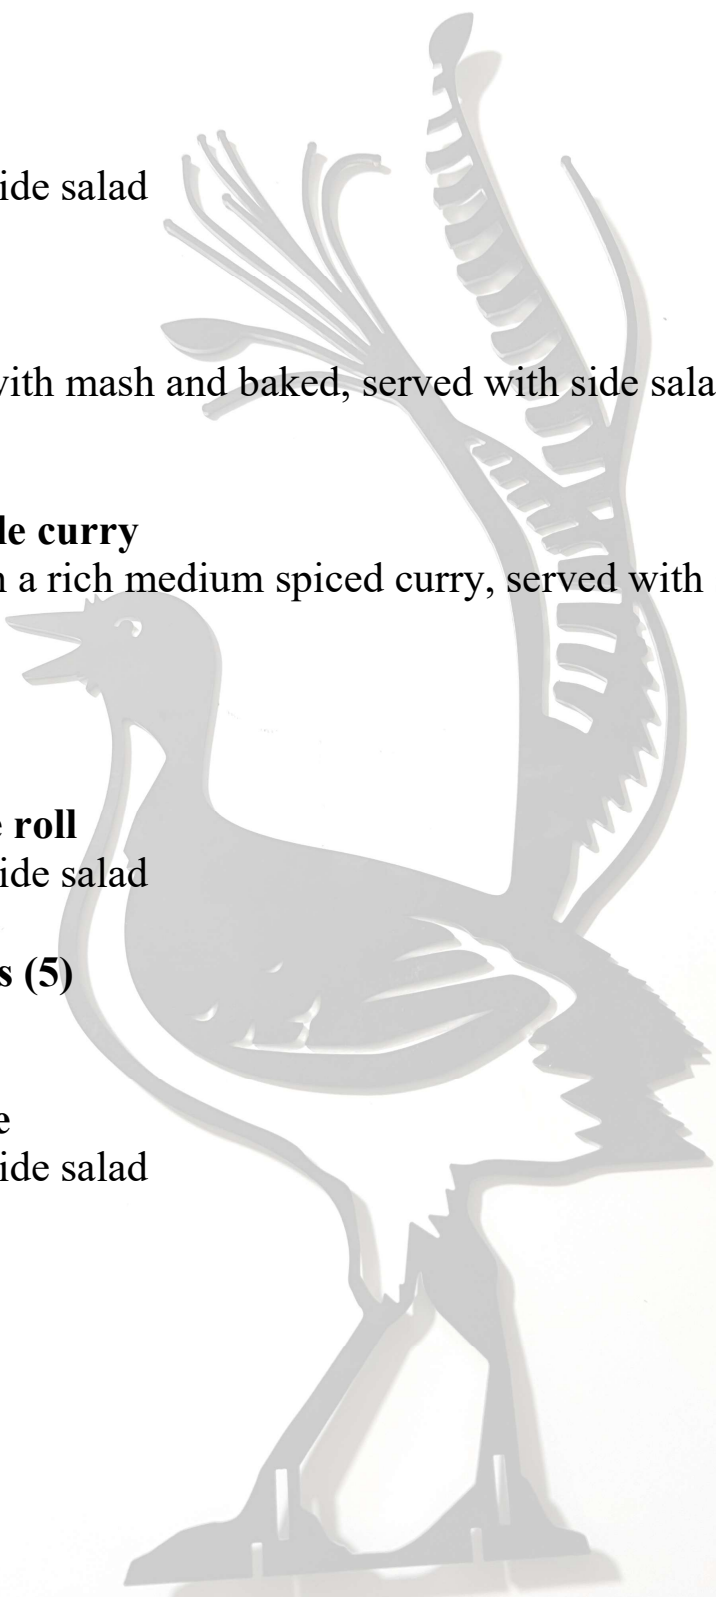 ide salad
with mash and baked, served with side sala
le curry
a rich medium spiced curry, served with
roll
ide salad
s (5)
e
ide salad